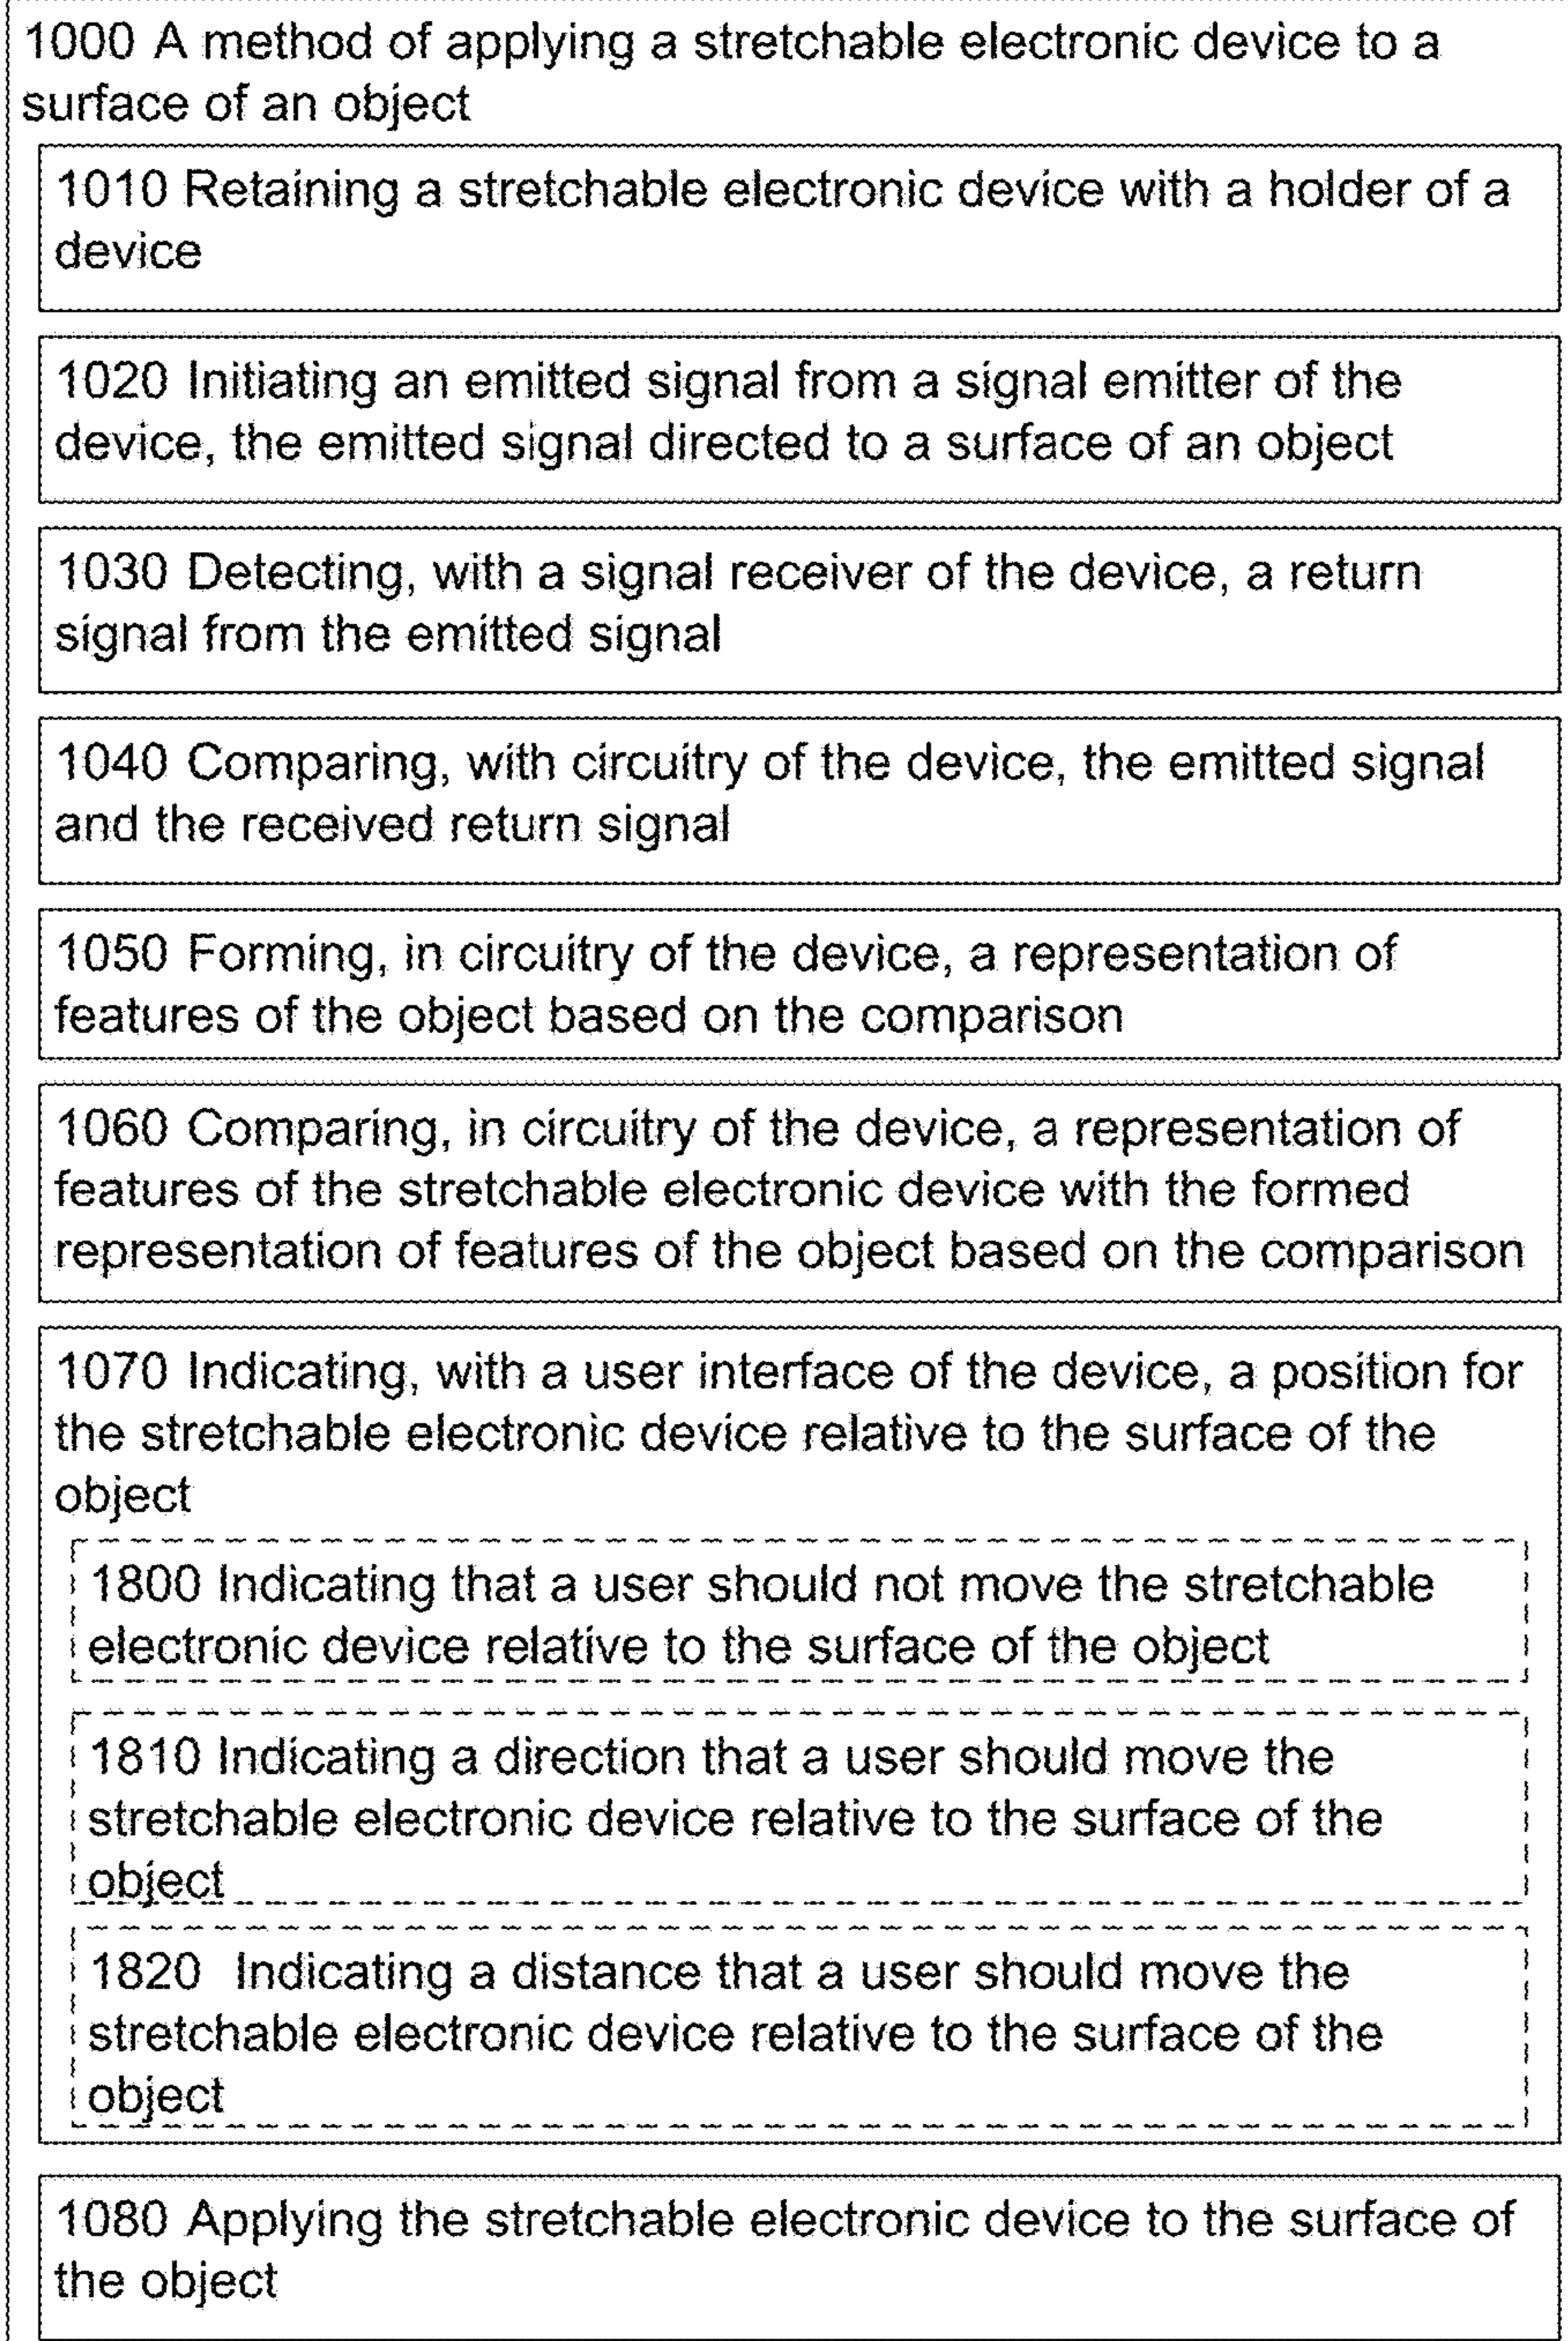 1000 A method of applying a stretchable electronic device to a
surface of an object
1010 Retaining a stretchable electronic device with a holder of a
device
1020 Initiating an emitted signal from a signal emitter of the
device, the emitted signal directed to a surface of an object
1030 Detecting, with a signal receiver of the device, a return
signal from the emitted signal
1040 Comparing, with circuitry of the device, the emitted signal
and the received return signal
1050 Forming, in circuitry of the device, a representation of
features of the object based on the comparison
1060 Comparing, in circuitry of the device, a representation of
features of the stretchable electronic device with the formed
representation of features of the object based on the comparison
1070 Indicating, with a user interface of the device, a position for
the stretchable electronic device relative to the surface of the
object
1800 Indicating that a user should not move the stretchable
electronic device relative to the surface of the object
1810 Indicating a direction that a user should move the
stretchable electronic device relative to the surface of the
object
1820 Indicating a distance that a user should move the
stretchable electronic device relative to the surface of the
object
1080 Applying the stretchable electronic device to the surface of
the object